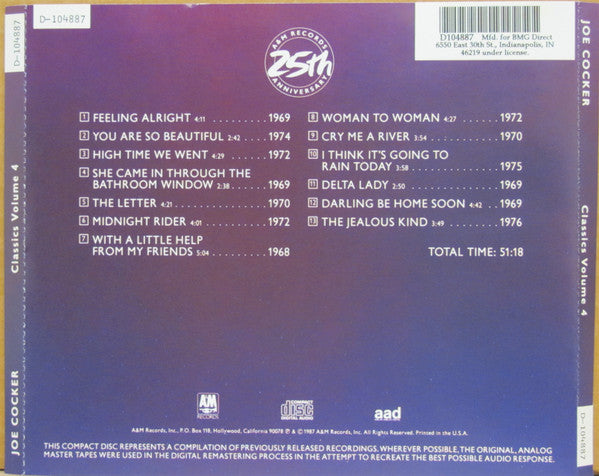 D-104887
D-104887
D104887 Mfd. for BMG Direct
6550 East 30th St., Indianapolis, IN
46219 under license.
A&M RECORDS
25th
ANNIVERSARY
1 FEELING ALRIGHT 4:11 ........ 1969
2 YOU ARE SO BEAUTIFUL 2:42 .... 1974
3 HIGH TIME WE WENT 4:29 ....... 1972
4 SHE CAME IN THROUGH THE
BATHROOM WINDOW 2:38 ........ 1969
5 THE LETTER 4:21 ............... 1970
6 MIDNIGHT RIDER 4:01 ........... 1972
7 WITH A LITTLE HELP
FROM MY FRIENDS 5:04 .......... 1968
8 WOMAN TO WOMAN 4:27 ....... 1972
9 CRY ME A RIVER 3:54 ............ 1970
10 I THINK IT'S GOING TO
RAIN TODAY 3:58 ................ 1975
11 DELTA LADY 2:50 ............... 1969
12 DARLING BE HOME SOON 4:42 .. 1969
13 THE JEALOUS KIND 3:49 ......... 1976
TOTAL TIME: 51:18
A&M
RECORDS
COMPACT
disc
DIGITAL AUDIO
aad
A&M Records, Inc., P.O. Box 118, Hollywood, California 90078 ℗ & © 1987 A&M Records, Inc. All Rights Reserved. Printed in the U.S.A.
THIS COMPACT DISC REPRESENTS A COMPILATION OF PREVIOUSLY RELEASED RECORDINGS. WHEREVER POSSIBLE, THE ORIGINAL, ANALOG
MASTER TAPES WERE USED IN THE DIGITAL REMASTERING PROCESS IN THE ATTEMPT TO RECREATE THE BEST POSSIBLE AUDIO RESPONSE.
JOE COCKER Classics Volume 4
JOE COCKER Classics Volume 4
D-104887